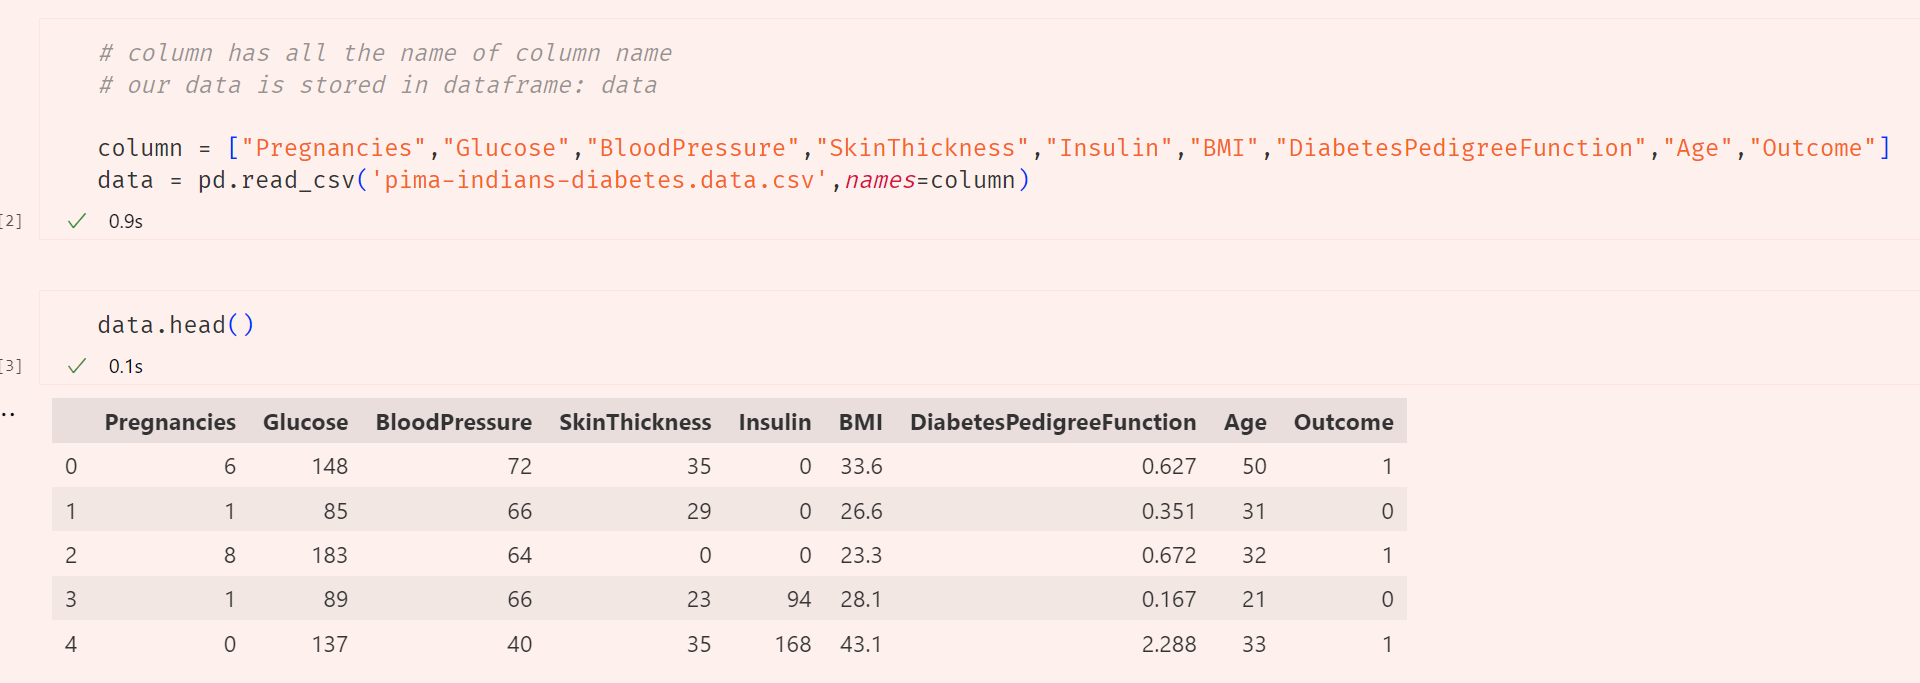 # column has all the name of column name
# our data is stored in dataframe: data
column = ["Pregnancies","Glucose","BloodPressure","SkinThickness","Insulin","BMI","DiabetesPedigreeFunction","Age","Outcome"]
data = pd.read_csv('pima-indians-diabetes.data.csv',names=column)
[2] ✓ 0.9s
data.head()
[3] ✓ 0.1s
Pregnancies Glucose BloodPressure SkinThickness Insulin BMI DiabetesPedigreeFunction Age Outcome
0 6 148 72 35 0 33.6 0.627 50 1
1 1 85 66 29 0 26.6 0.351 31 0
2 8 183 64 0 0 23.3 0.672 32 1
3 1 89 66 23 94 28.1 0.167 21 0
4 0 137 40 35 168 43.1 2.288 33 1